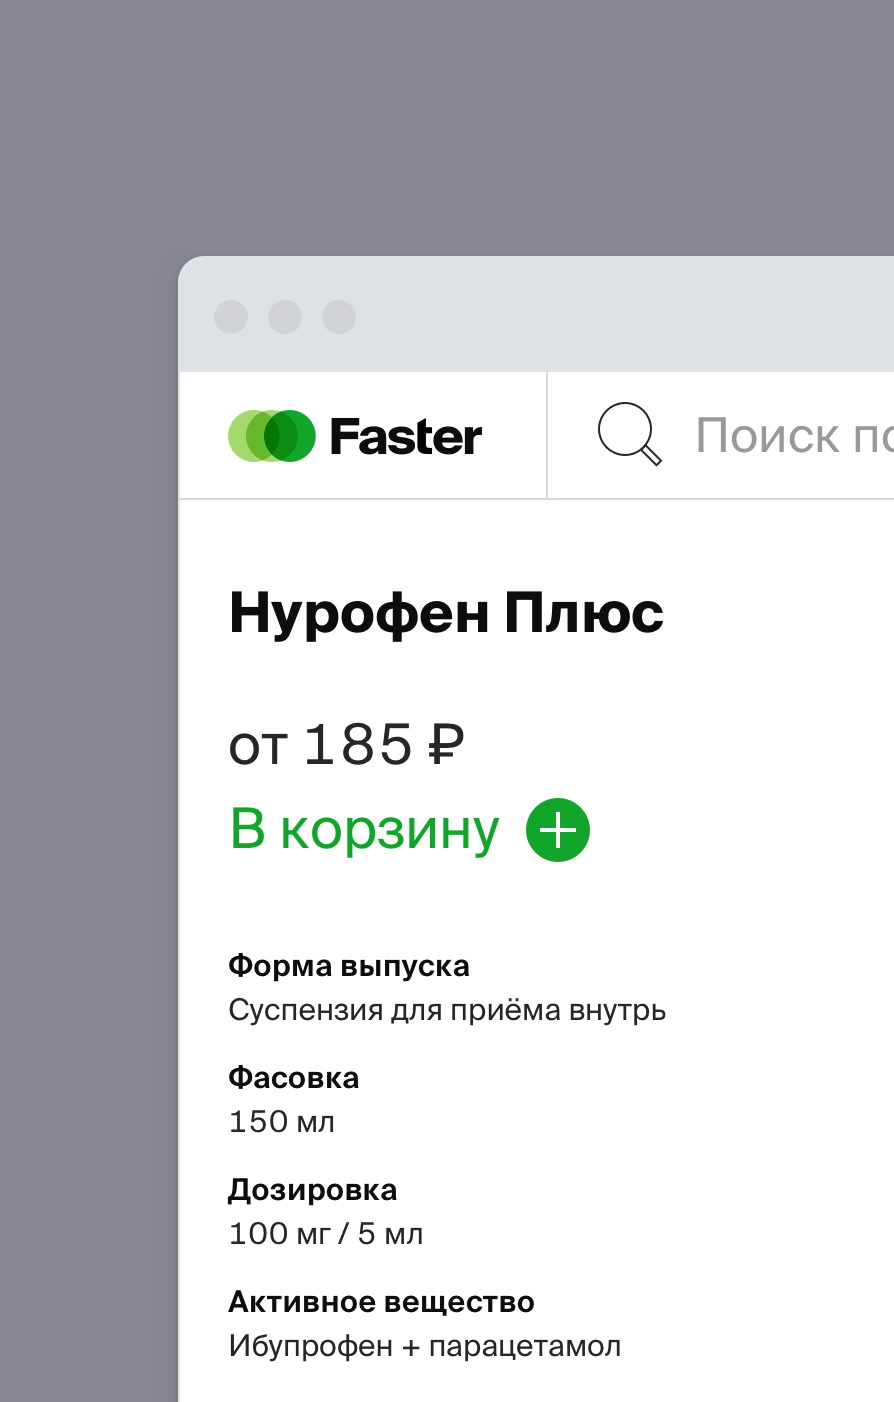 Faster
Поиск по
Нурофен Плюс
от 185 ₽
В корзину
Форма выпуска
Суспензия для приёма внутрь
Фасовка
150 мл
Дозировка
100 мг / 5 мл
Активное вещество
Ибупрофен + парацетамол